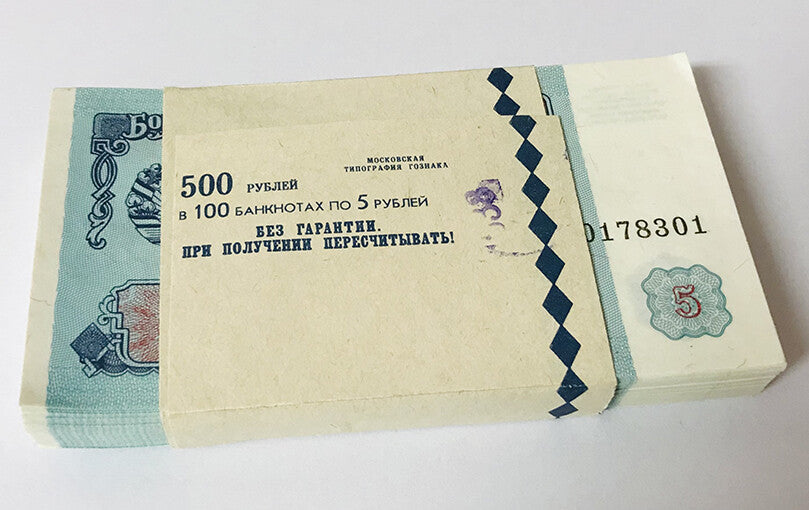 МОСКОВСКАЯ
ТИПОГРАФИЯ ГОЗНАКА
500 РУБЛЕЙ
В 100 БАНКНОТАХ ПО 5 РУБЛЕЙ
БЕЗ ГАРАНТИИ.
ПРИ ПОЛУЧЕНИИ ПЕРЕСЧИТЫВАТЬ!
0178301
5